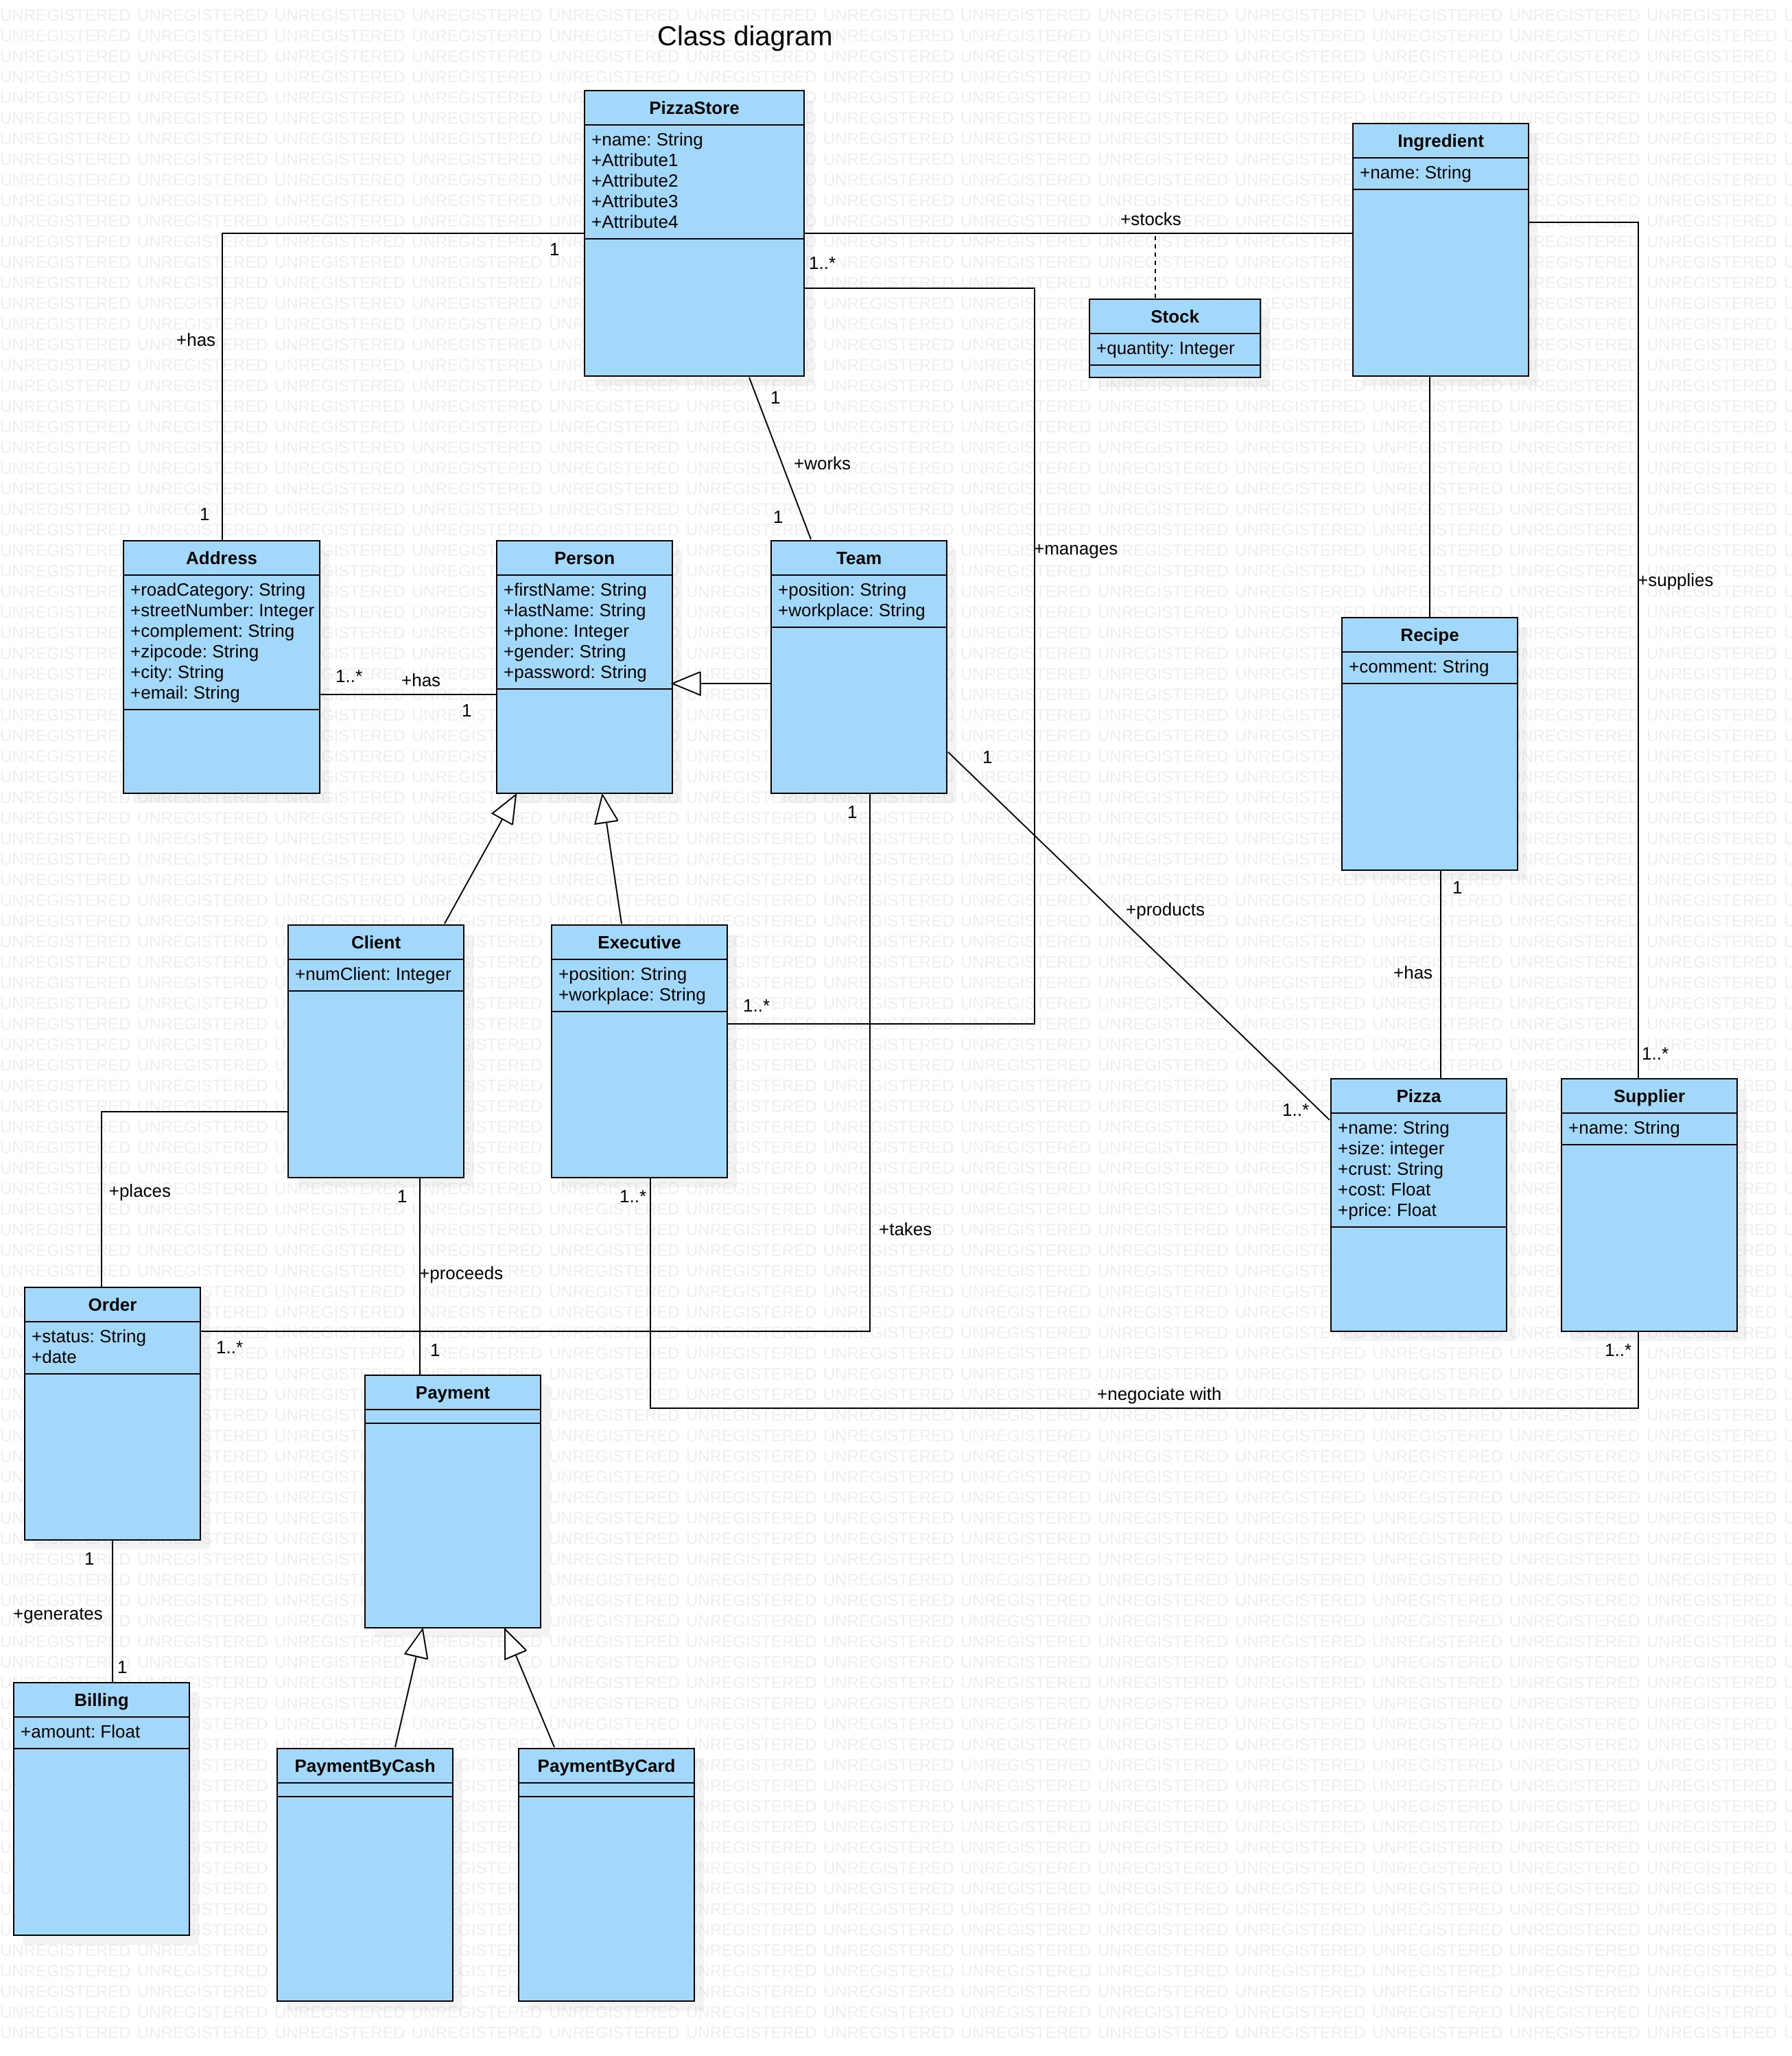 Class diagram
PizzaStore
+name: String
+Attribute1
+Attribute2
+Attribute3
+Attribute4
Ingredient
+name: String
+stocks
1
1..*
Stock
+quantity: Integer
+has
1
+works
1
1
+manages
+supplies
Address
+roadCategory: String
+streetNumber: Integer
+complement: String
+zipcode: String
+city: String
+email: String
1..*
+has
1
Person
+firstName: String
+lastName: String
+phone: Integer
+gender: String
+password: String
Team
+position: String
+workplace: String
Recipe
+comment: String
1
1
1
+products
+has
Client
+numClient: Integer
Executive
+position: String
+workplace: String
1..*
1..*
1..*
Pizza
+name: String
+size: integer
+crust: String
+cost: Float
+price: Float
Supplier
+name: String
+places
1
1..*
+takes
+proceeds
Order
+status: String
+date
1..*
1
1..*
+negociate with
Payment
1
+generates
1
Billing
+amount: Float
PaymentByCash
PaymentByCard
UNREGISTERED